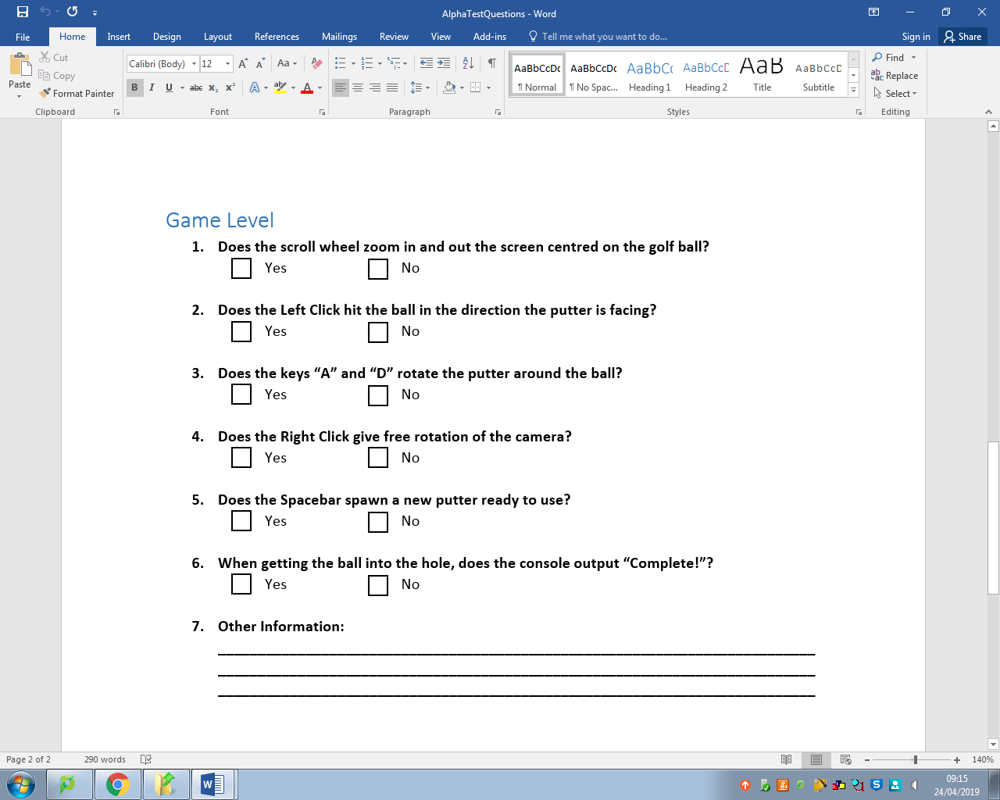 AlphaTestQuestions - Word
File Home Insert Design Layout References Mailings Review View Add-ins Tell me what you want to do... Sign in Share
Paste Cut Copy Format Painter
Calibri (Body) 12 A A Aa A
B I U abc x₂ x² A ab A
AaBbCcDc AaBbCcDc AaBbCc AaBbCcD AaB AaBbCcD
¶ Normal ¶ No Spac... Heading 1 Heading 2 Title Subtitle
Find Replace Select
Clipboard Font Paragraph Styles Editing
Game Level
1. Does the scroll wheel zoom in and out the screen centred on the golf ball?
Yes No
2. Does the Left Click hit the ball in the direction the putter is facing?
Yes No
3. Does the keys “A” and “D” rotate the putter around the ball?
Yes No
4. Does the Right Click give free rotation of the camera?
Yes No
5. Does the Spacebar spawn a new putter ready to use?
Yes No
6. When getting the ball into the hole, does the console output “Complete!”?
Yes No
7. Other Information:
Page 2 of 2 290 words 140%
09:15
24/04/2019